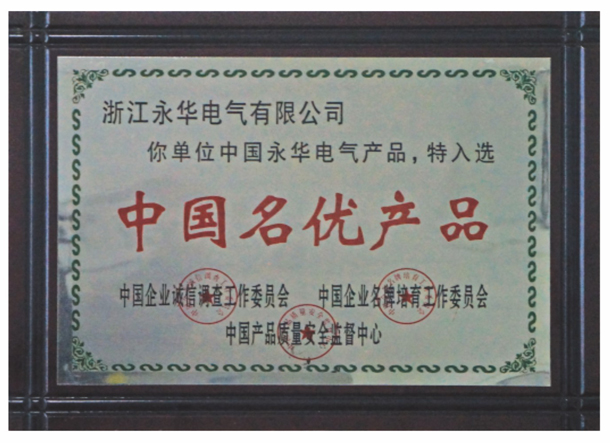 浙江永华电气有限公司
你单位中国永华电气产品，特入选
中国名优产品
中国企业诚信调查工作委员会 中国企业名牌培育工作委员会
中国产品质量安全监督中心